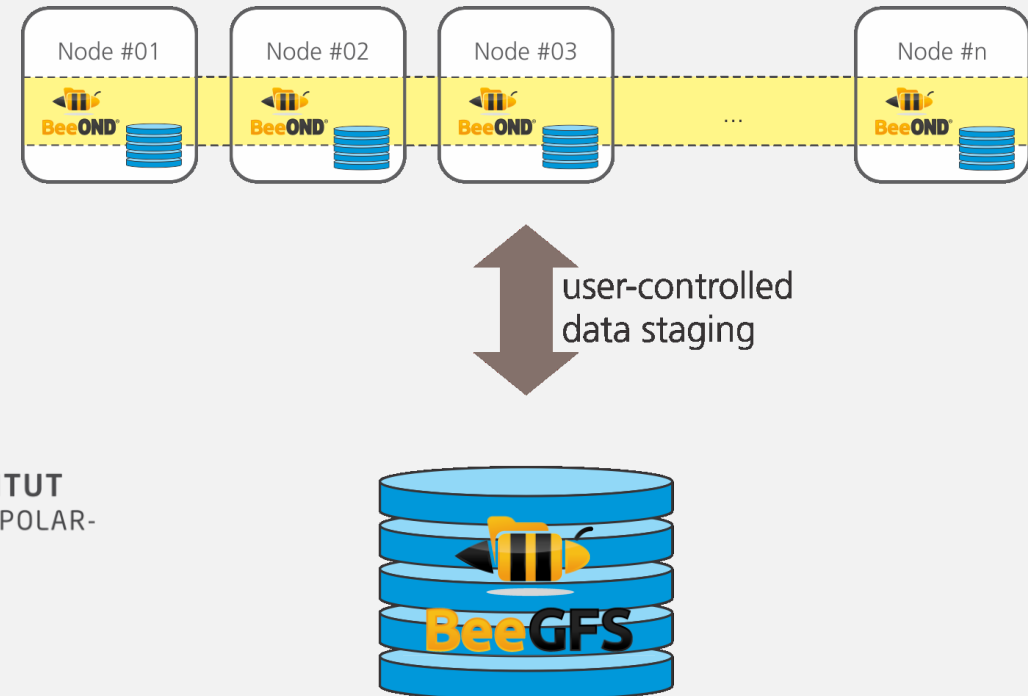 Node #01
Node #02
Node #03
Node #n
BeeOND®
BeeOND®
BeeOND®
...
BeeOND®
user-controlled
data staging
TUT
POLAR-
BeeGFS